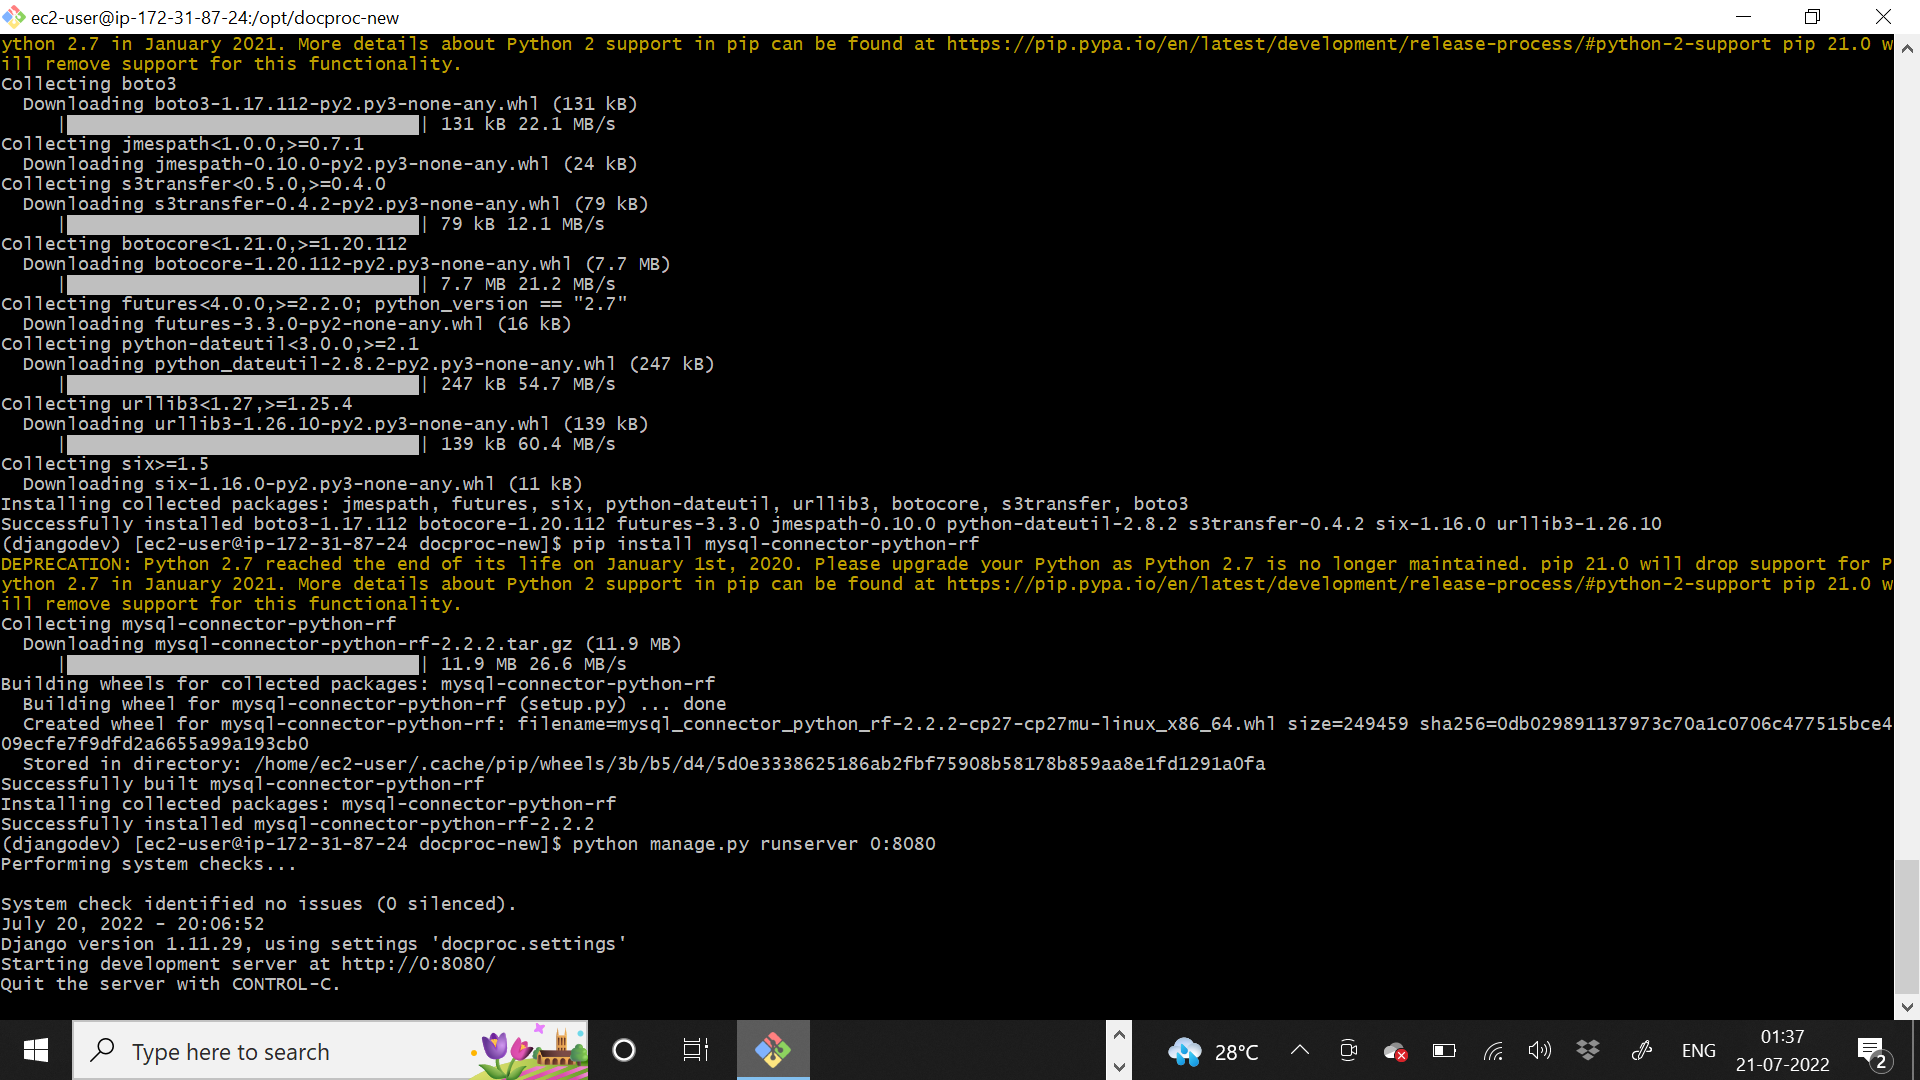 ec2-user@ip-172-31-87-24:/opt/docproc-new
ython 2.7 in January 2021. More details about Python 2 support in pip can be found at https://pip.pypa.io/en/latest/development/release-process/#python-2-support pip 21.0 w
ill remove support for this functionality.
Collecting boto3
  Downloading boto3-1.17.112-py2.py3-none-any.whl (131 kB)
     || 131 kB 22.1 MB/s
Collecting jmespath<1.0.0,>=0.7.1
  Downloading jmespath-0.10.0-py2.py3-none-any.whl (24 kB)
Collecting s3transfer<0.5.0,>=0.4.0
  Downloading s3transfer-0.4.2-py2.py3-none-any.whl (79 kB)
     || 79 kB 12.1 MB/s
Collecting botocore<1.21.0,>=1.20.112
  Downloading botocore-1.20.112-py2.py3-none-any.whl (7.7 MB)
     || 7.7 MB 21.2 MB/s
Collecting futures<4.0.0,>=2.2.0; python_version == "2.7"
  Downloading futures-3.3.0-py2-none-any.whl (16 kB)
Collecting python-dateutil<3.0.0,>=2.1
  Downloading python_dateutil-2.8.2-py2.py3-none-any.whl (247 kB)
     || 247 kB 54.7 MB/s
Collecting urllib3<1.27,>=1.25.4
  Downloading urllib3-1.26.10-py2.py3-none-any.whl (139 kB)
     || 139 kB 60.4 MB/s
Collecting six>=1.5
  Downloading six-1.16.0-py2.py3-none-any.whl (11 kB)
Installing collected packages: jmespath, futures, six, python-dateutil, urllib3, botocore, s3transfer, boto3
Successfully installed boto3-1.17.112 botocore-1.20.112 futures-3.3.0 jmespath-0.10.0 python-dateutil-2.8.2 s3transfer-0.4.2 six-1.16.0 urllib3-1.26.10
(djangodev) [ec2-user@ip-172-31-87-24 docproc-new]$ pip install mysql-connector-python-rf
DEPRECATION: Python 2.7 reached the end of its life on January 1st, 2020. Please upgrade your Python as Python 2.7 is no longer maintained. pip 21.0 will drop support for P
ython 2.7 in January 2021. More details about Python 2 support in pip can be found at https://pip.pypa.io/en/latest/development/release-process/#python-2-support pip 21.0 w
ill remove support for this functionality.
Collecting mysql-connector-python-rf
  Downloading mysql-connector-python-rf-2.2.2.tar.gz (11.9 MB)
     || 11.9 MB 26.6 MB/s
Building wheels for collected packages: mysql-connector-python-rf
  Building wheel for mysql-connector-python-rf (setup.py) ... done
  Created wheel for mysql-connector-python-rf: filename=mysql_connector_python_rf-2.2.2-cp27-cp27mu-linux_x86_64.whl size=249459 sha256=0db029891137973c70a1c0706c477515bce4
09ecfe7f9dfd2a6655a99a193cb0
  Stored in directory: /home/ec2-user/.cache/pip/wheels/3b/b5/d4/5d0e3338625186ab2fbf75908b58178b859aa8e1fd1291a0fa
Successfully built mysql-connector-python-rf
Installing collected packages: mysql-connector-python-rf
Successfully installed mysql-connector-python-rf-2.2.2
(djangodev) [ec2-user@ip-172-31-87-24 docproc-new]$ python manage.py runserver 0:8080
Performing system checks...
System check identified no issues (0 silenced).
July 20, 2022 - 20:06:52
Django version 1.11.29, using settings 'docproc.settings'
Starting development server at http://0:8080/
Quit the server with CONTROL-C.
Type here to search
28°C
ENG
01:37
21-07-2022
2